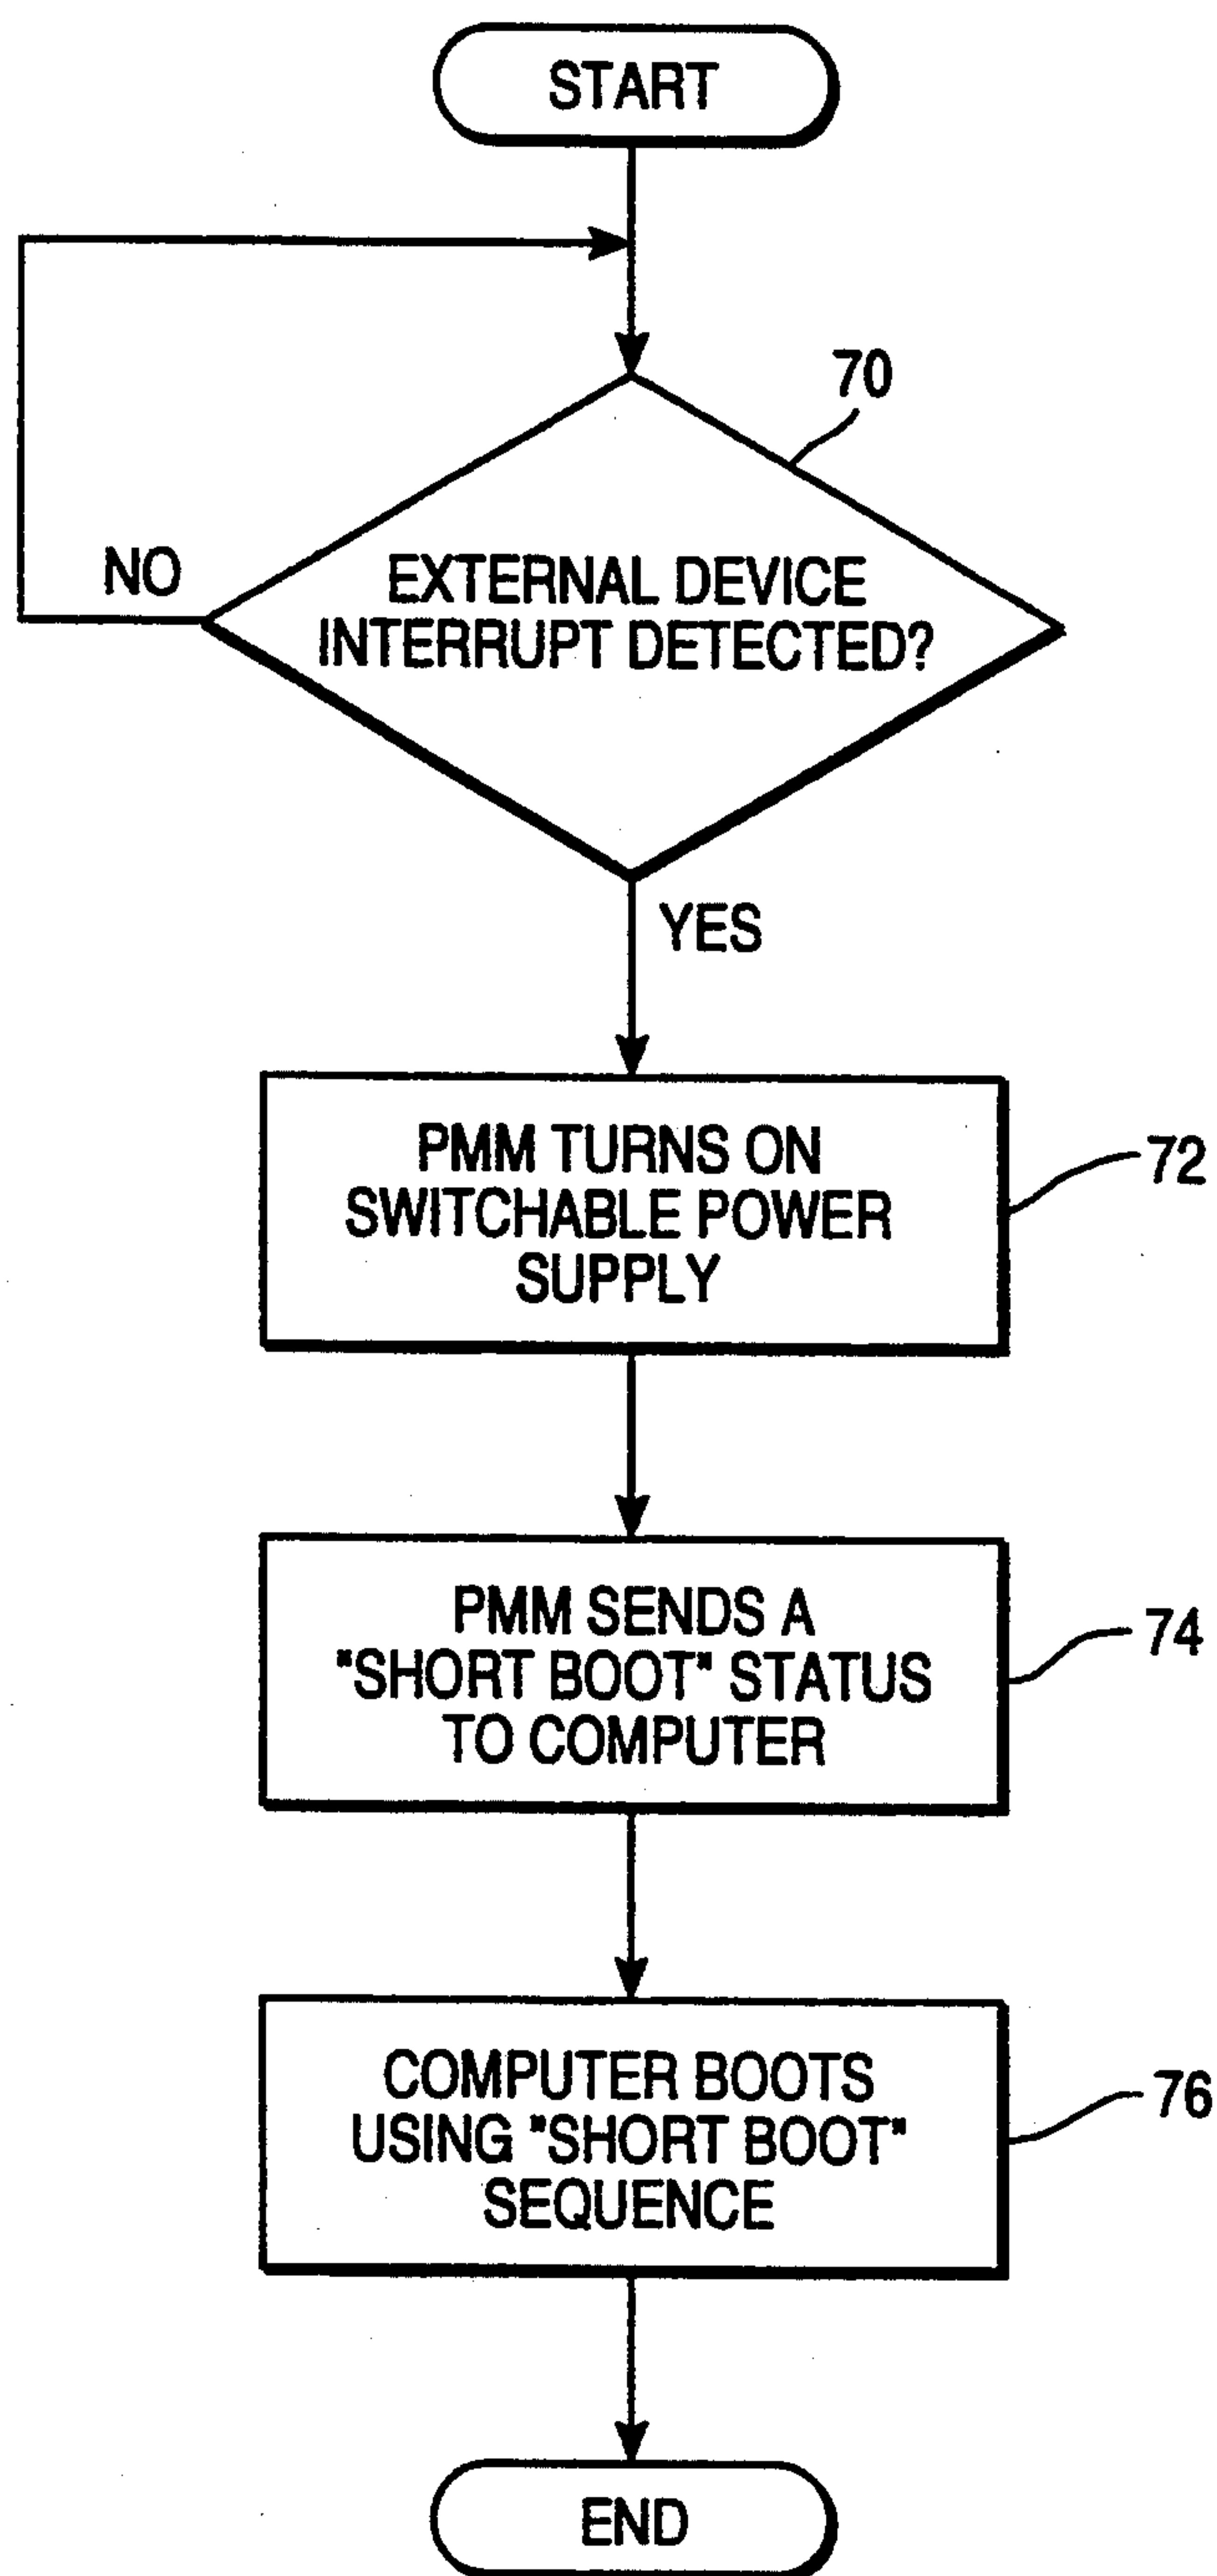 START
70
EXTERNAL DEVICE
INTERRUPT DETECTED?
NO
YES
PMM TURNS ON
SWITCHABLE POWER
SUPPLY
72
PMM SENDS A
"SHORT BOOT" STATUS
TO COMPUTER
74
COMPUTER BOOTS
USING "SHORT BOOT"
SEQUENCE
76
END